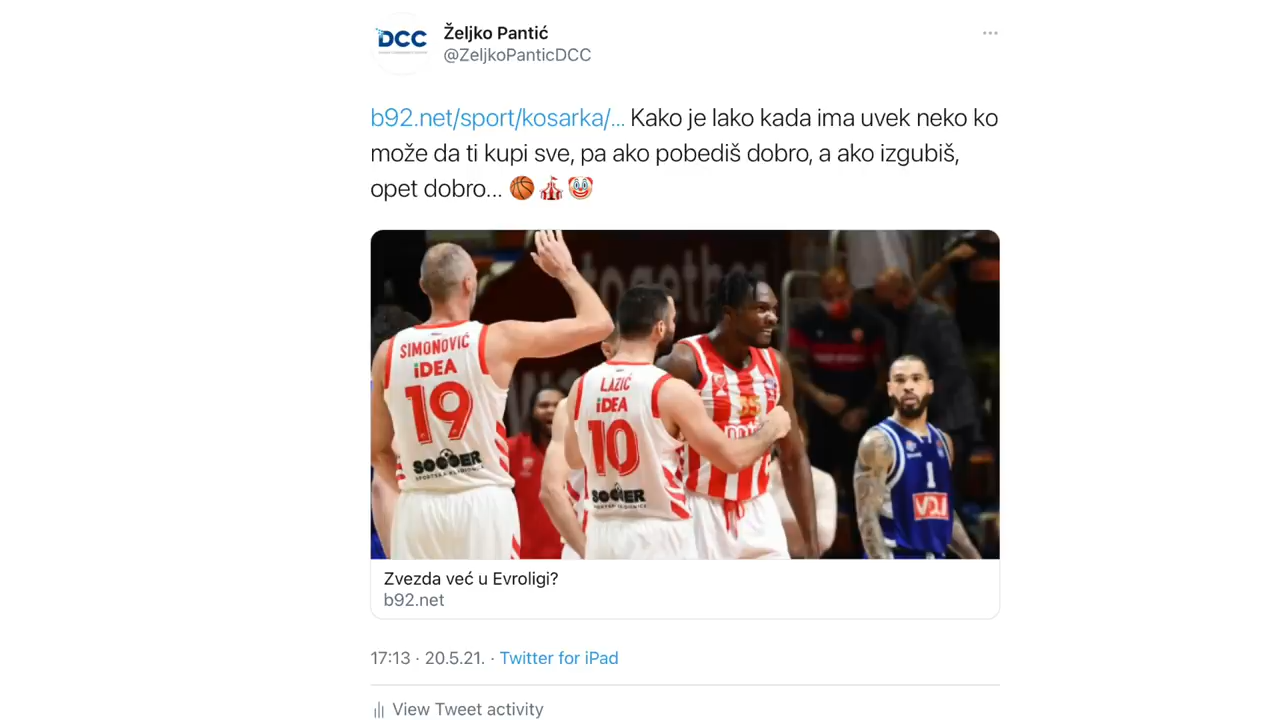 DCC
Željko Pantić
@ZeljkoPanticDCC
b92.net/sport/kosarka/... Kako je lako kada ima uvek neko ko
može da ti kupi sve, pa ako pobediš dobro, a ako izgubiš,
opet dobro... 🏀🎪🤡
together
SIMONOVIĆ
iDEA
19
SOCCER
LAZIĆ
iDEA
10
SOCCER
1
Zvezda već u Evroligi?
b92.net
17:13 · 20.5.21. · Twitter for iPad
View Tweet activity